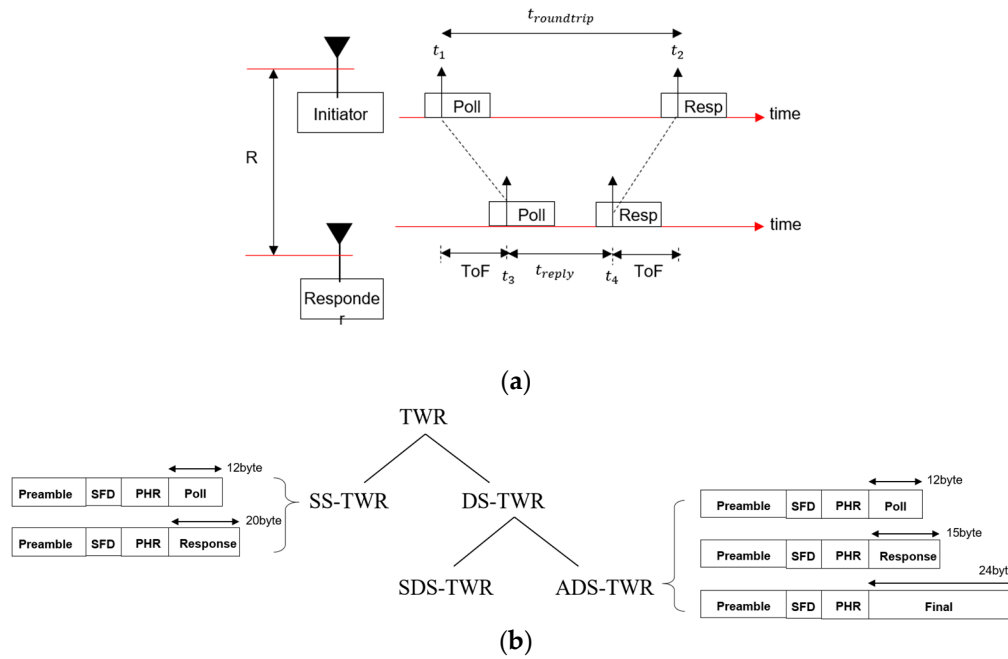 t_roundtrip
t_1
t_2
Poll
Resp
time
Initiator
R
Poll
Resp
time
ToF
t_3
t_reply
t_4
ToF
Responde
r
(a)
TWR
12byte
Preamble SFD PHR Poll
20byte
Preamble SFD PHR Response
SS-TWR
DS-TWR
SDS-TWR
ADS-TWR
12byte
Preamble SFD PHR Poll
15byte
Preamble SFD PHR Response
24byt
Preamble SFD PHR Final
(b)